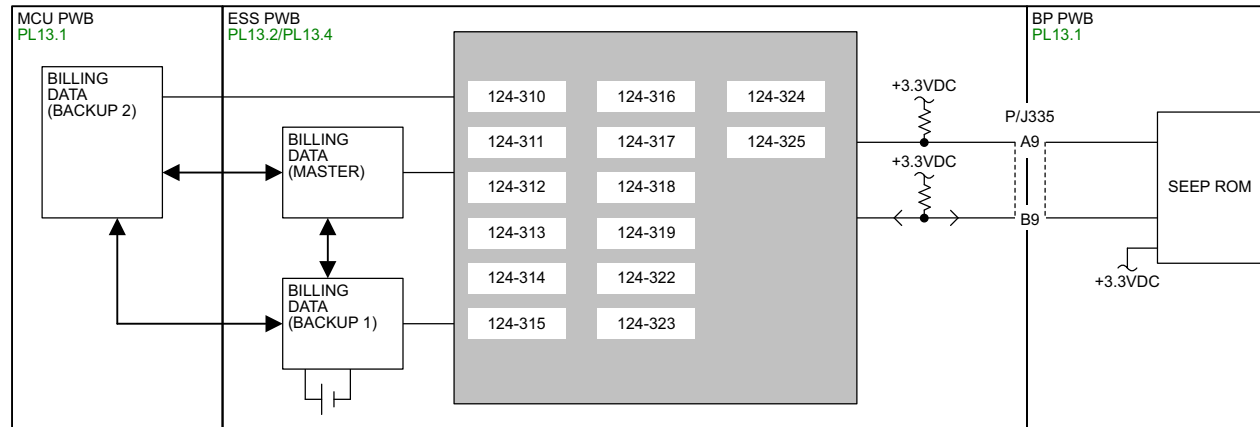 MCU PWB
PL13.1
ESS PWB
PL13.2/PL13.4
BP PWB
PL13.1
BILLING
DATA
(BACKUP 2)
BILLING
DATA
(MASTER)
BILLING
DATA
(BACKUP 1)
124-310
124-316
124-324
124-311
124-317
124-325
124-312
124-318
124-313
124-319
124-314
124-322
124-315
124-323
+3.3VDC
+3.3VDC
P/J335
A9
B9
SEEP ROM
+3.3VDC